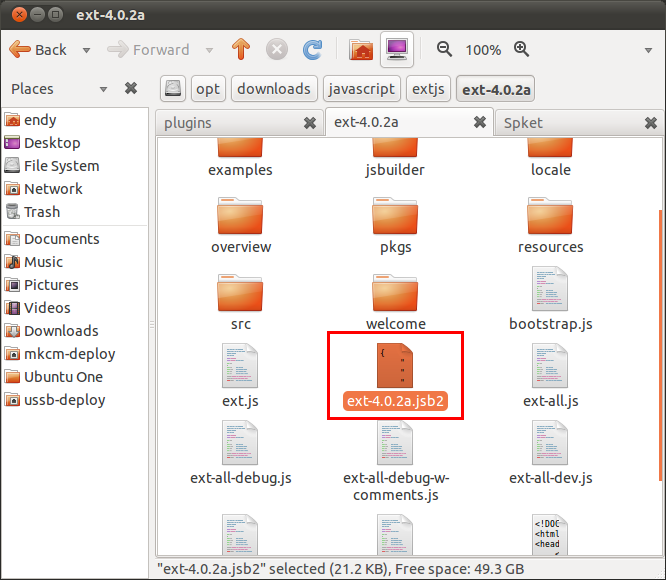 ext-4.0.2a
Back
Forward
100%
Places
opt
downloads
javascript
extjs
ext-4.0.2a
plugins
ext-4.0.2a
Spket
endy
Desktop
File System
Network
Trash
Documents
Music
Pictures
Videos
Downloads
mkcm-deploy
Ubuntu One
ussb-deploy
examples
jsbuilder
locale
overview
pkgs
resources
src
welcome
bootstrap.js
{
"
"
"
ext.js
ext-4.0.2a.jsb2
ext-all.js
ext-all-debug.js
ext-all-debug-w-
comments.js
ext-all-dev.js
<!DOC
<html
<head
"ext-4.0.2a.jsb2" selected (21.2 KB), Free space: 49.3 GB